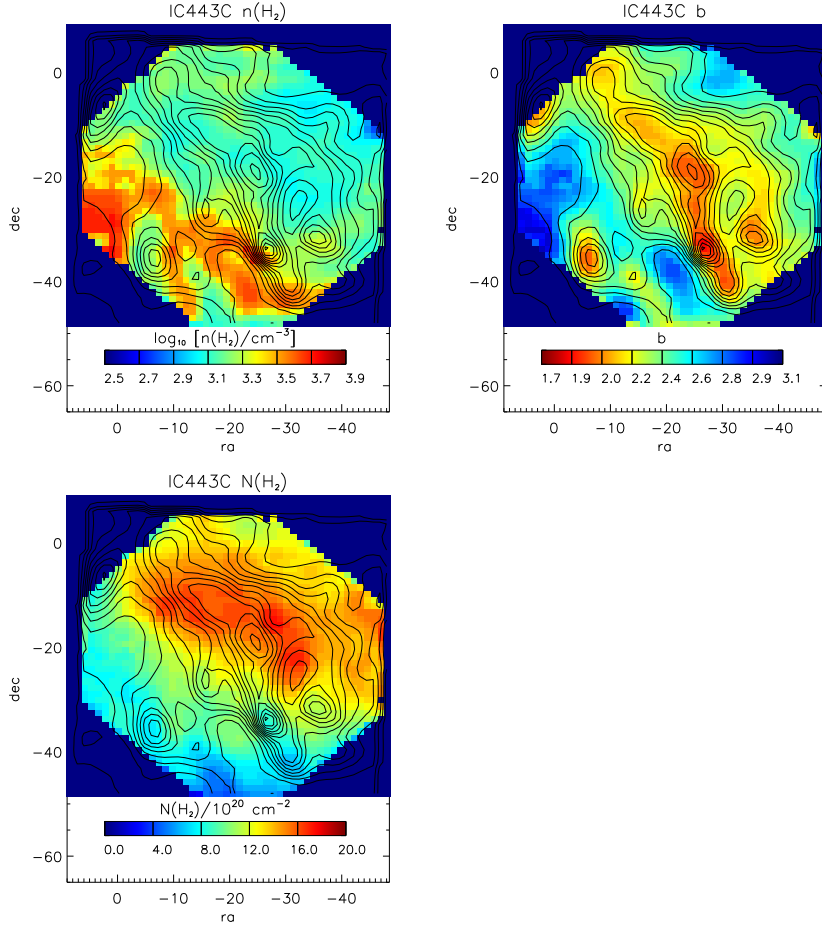 IC443C n(H₂)
IC443C b
0
−20
−40
−60
dec
log₁₀ [n(H₂)/cm⁻³]
2.5 2.7 2.9 3.1 3.3 3.5 3.7 3.9
0 −10 −20 −30 −40
ra
0
−20
−40
−60
dec
b
1.7 1.9 2.0 2.2 2.4 2.6 2.8 2.9 3.1
0 −10 −20 −30 −40
ra
IC443C N(H₂)
0
−20
−40
−60
dec
N(H₂)/10²⁰ cm⁻²
0.0 4.0 8.0 12.0 16.0 20.0
0 −10 −20 −30 −40
ra